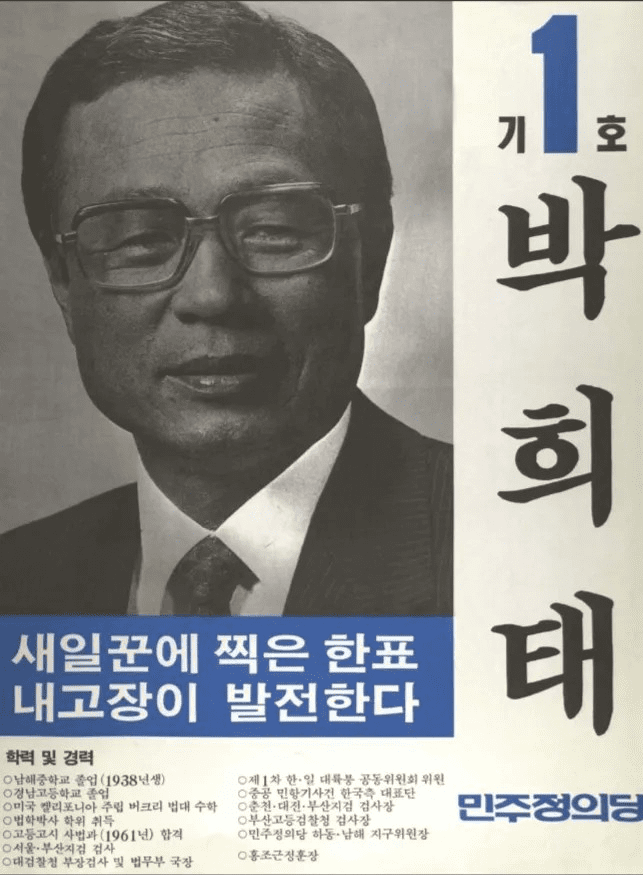 기 1 호
박희태
새일꾼에 찍은 한표
내고장이 발전한다
학력 및 경력
○남해중학교 졸업(1938년생)
○경남고등학교 졸업
○미국 켈리포니아 주립 버크리 법대 수학
○법학박사 학위 취득
○고등고시 사법과(1961년) 합격
○서울·부산지검 검사
○대검찰청 부장검사 및 법무부 국장
○제1차 한·일 대륙붕 공동위원회 위원
○중공 민항기사건 한국측 대표단
○춘천·대전·부산지검 검사장
○부산고등검찰청 검사장
○민주정의당 하동·남해 지구위원장
○홍조근정훈장
민주정의당